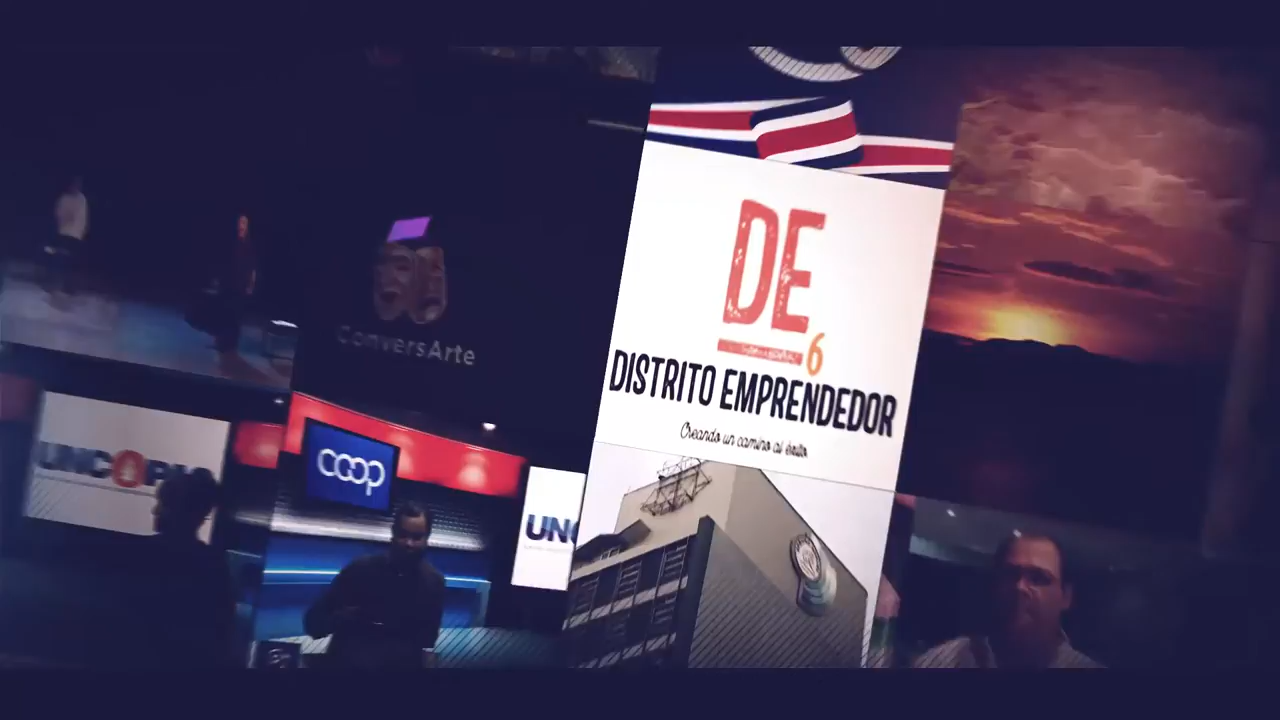 DE
6
DISTRITO EMPRENDEDOR
Creando un camino al éxito
ConversArte
coop
UNC